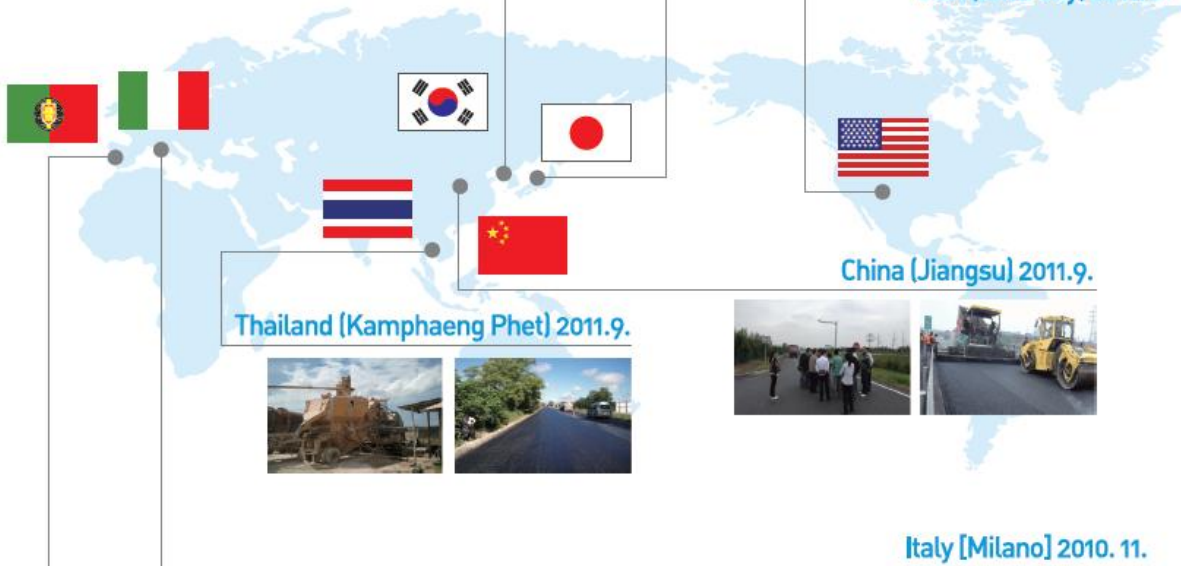 China (Jiangsu) 2011.9.
Thailand (Kamphaeng Phet) 2011.9.
Italy [Milano] 2010. 11.